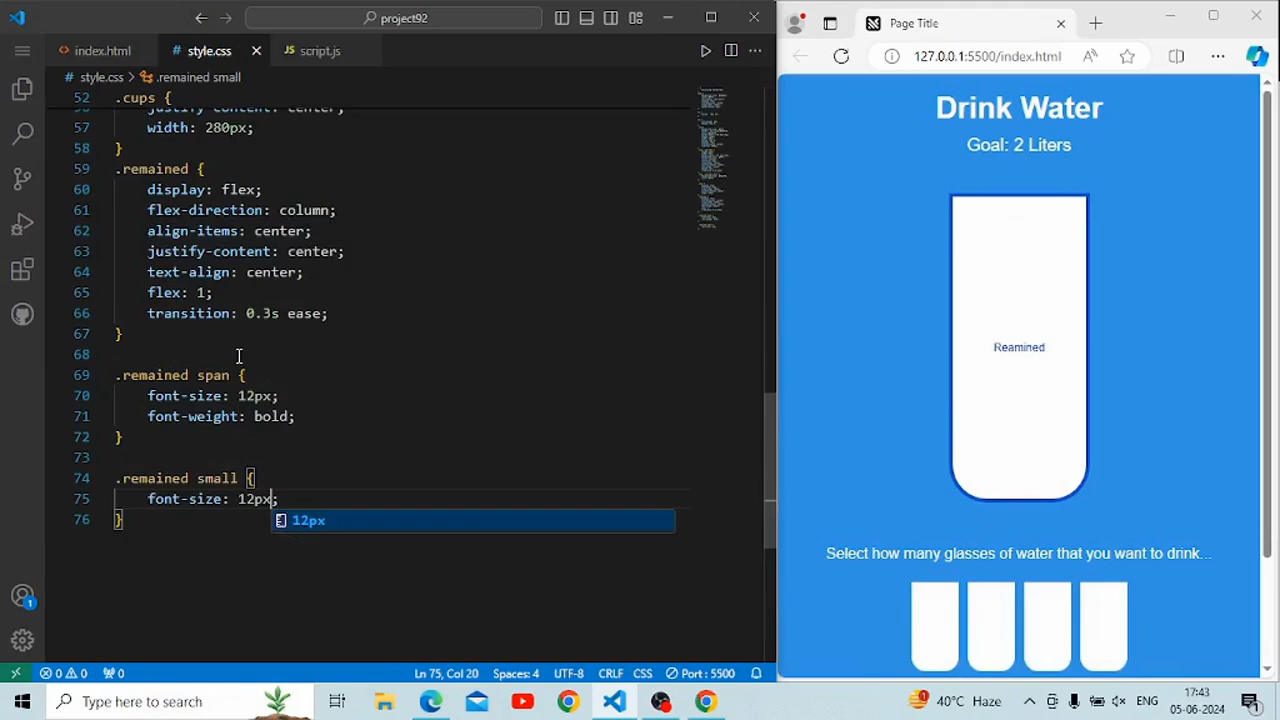 project92
index.html
style.css
script.js
style.css > .remained small
52 .cups {
justify-content: center;
57 width: 280px;
58 }
59 .remained {
60 display: flex;
61 flex-direction: column;
62 align-items: center;
63 justify-content: center;
64 text-align: center;
65 flex: 1;
66 transition: 0.3s ease;
67 }
68
69 .remained span {
70 font-size: 12px;
71 font-weight: bold;
72 }
73
74 .remained small {
75 font-size: 12px;
12px
76 }
1
0 0 0
Ln 75, Col 20 Spaces: 4 UTF-8 CRLF CSS Port : 5500
Page Title
127.0.0.1:5500/index.html
Drink Water
Goal: 2 Liters
Reamined
Select how many glasses of water that you want to drink...
Type here to search
1
40°C Haze
ENG
17:43
05-06-2024
1